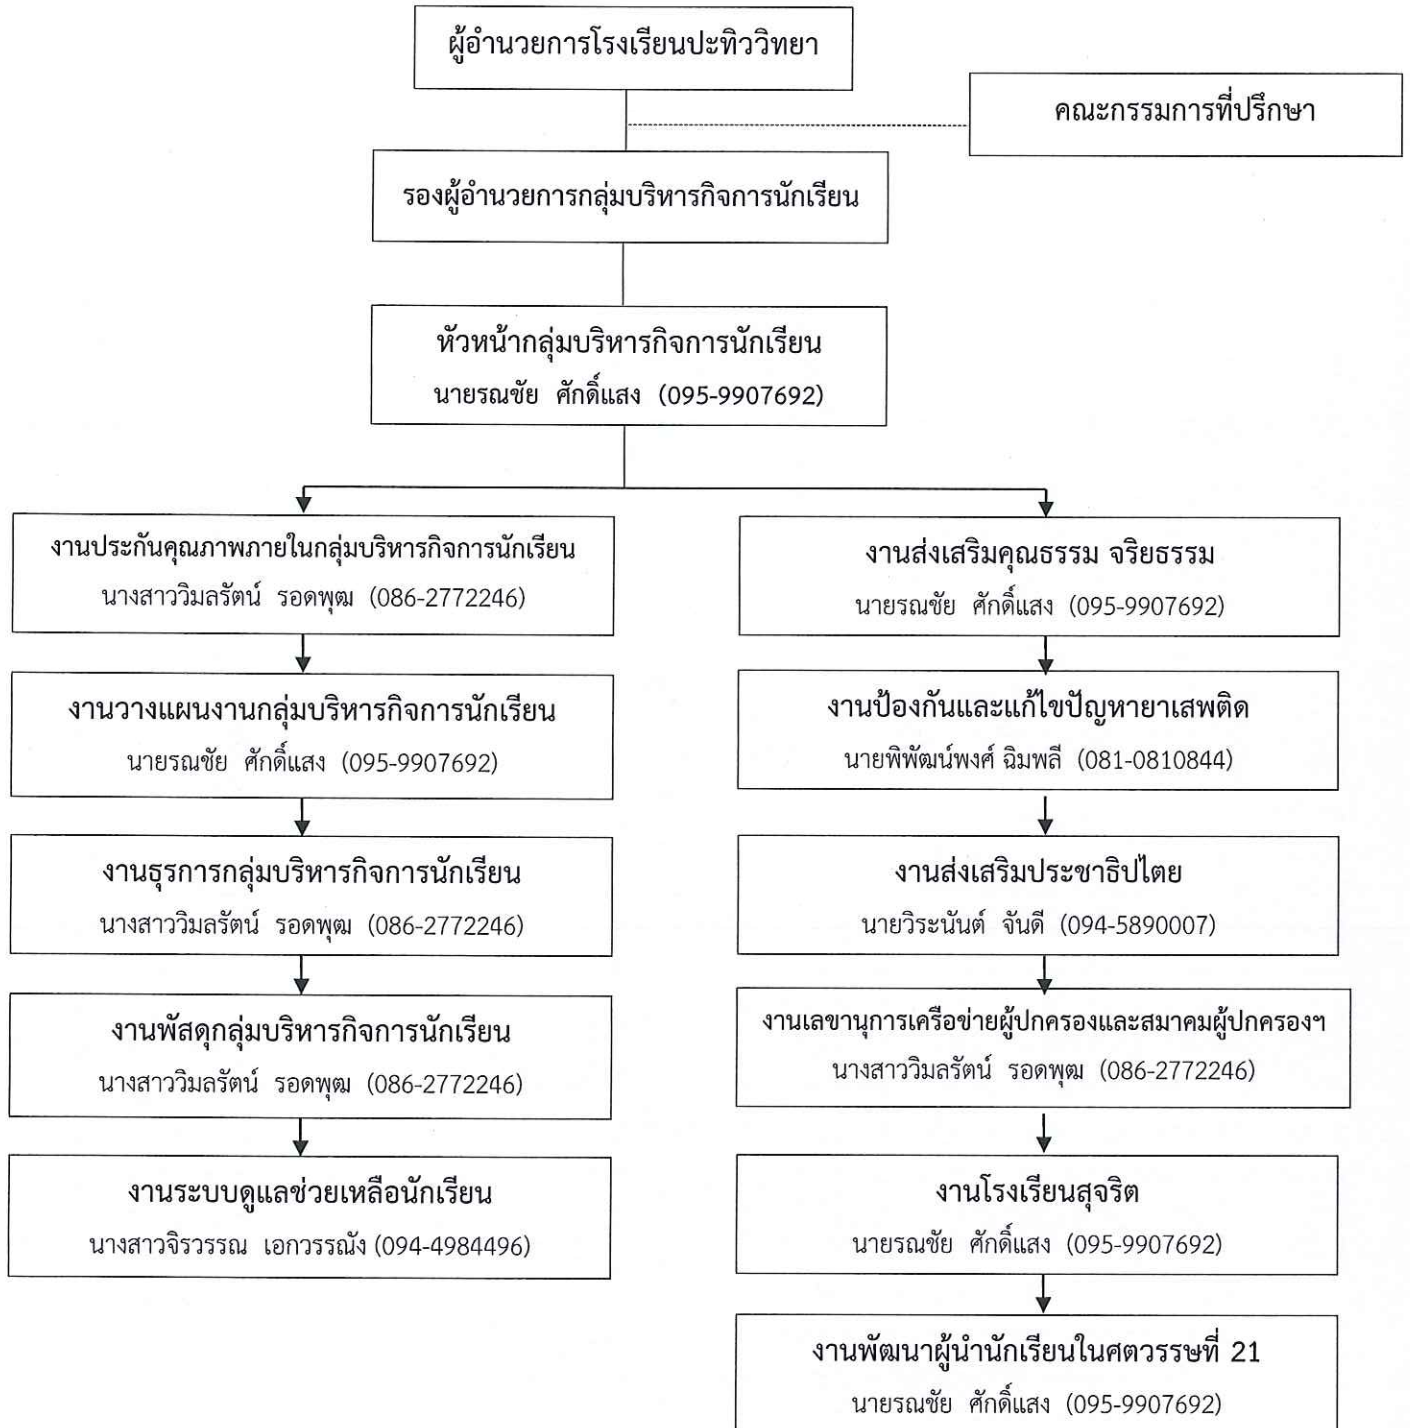 ผู้อำนวยการโรงเรียนปะทิววิทยา
คณะกรรมการที่ปรึกษา
รองผู้อำนวยการกลุ่มบริหารกิจการนักเรียน
หัวหน้ากลุ่มบริหารกิจการนักเรียน
นายรณชัย ศักดิ์แสง (095-9907692)
งานประกันคุณภาพภายในกลุ่มบริหารกิจการนักเรียน
นางสาววิมลรัตน์ รอดพุฒ (086-2772246)
งานวางแผนงานกลุ่มบริหารกิจการนักเรียน
นายรณชัย ศักดิ์แสง (095-9907692)
งานธุรการกลุ่มบริหารกิจการนักเรียน
นางสาววิมลรัตน์ รอดพุฒ (086-2772246)
งานพัสดุกลุ่มบริหารกิจการนักเรียน
นางสาววิมลรัตน์ รอดพุฒ (086-2772246)
งานระบบดูแลช่วยเหลือนักเรียน
นางสาวจิรวรรณ เอกวรรณัง (094-4984496)
งานส่งเสริมคุณธรรม จริยธรรม
นายรณชัย ศักดิ์แสง (095-9907692)
งานป้องกันและแก้ไขปัญหายาเสพติด
นายพิพัฒน์พงศ์ ฉิมพลี (081-0810844)
งานส่งเสริมประชาธิปไตย
นายวิระนันต์ จันดี (094-5890007)
งานเลขานุการเครือข่ายผู้ปกครองและสมาคมผู้ปกครองฯ
นางสาววิมลรัตน์ รอดพุฒ (086-2772246)
งานโรงเรียนสุจริต
นายรณชัย ศักดิ์แสง (095-9907692)
งานพัฒนาผู้นำนักเรียนในศตวรรษที่ 21
นายรณชัย ศักดิ์แสง (095-9907692)